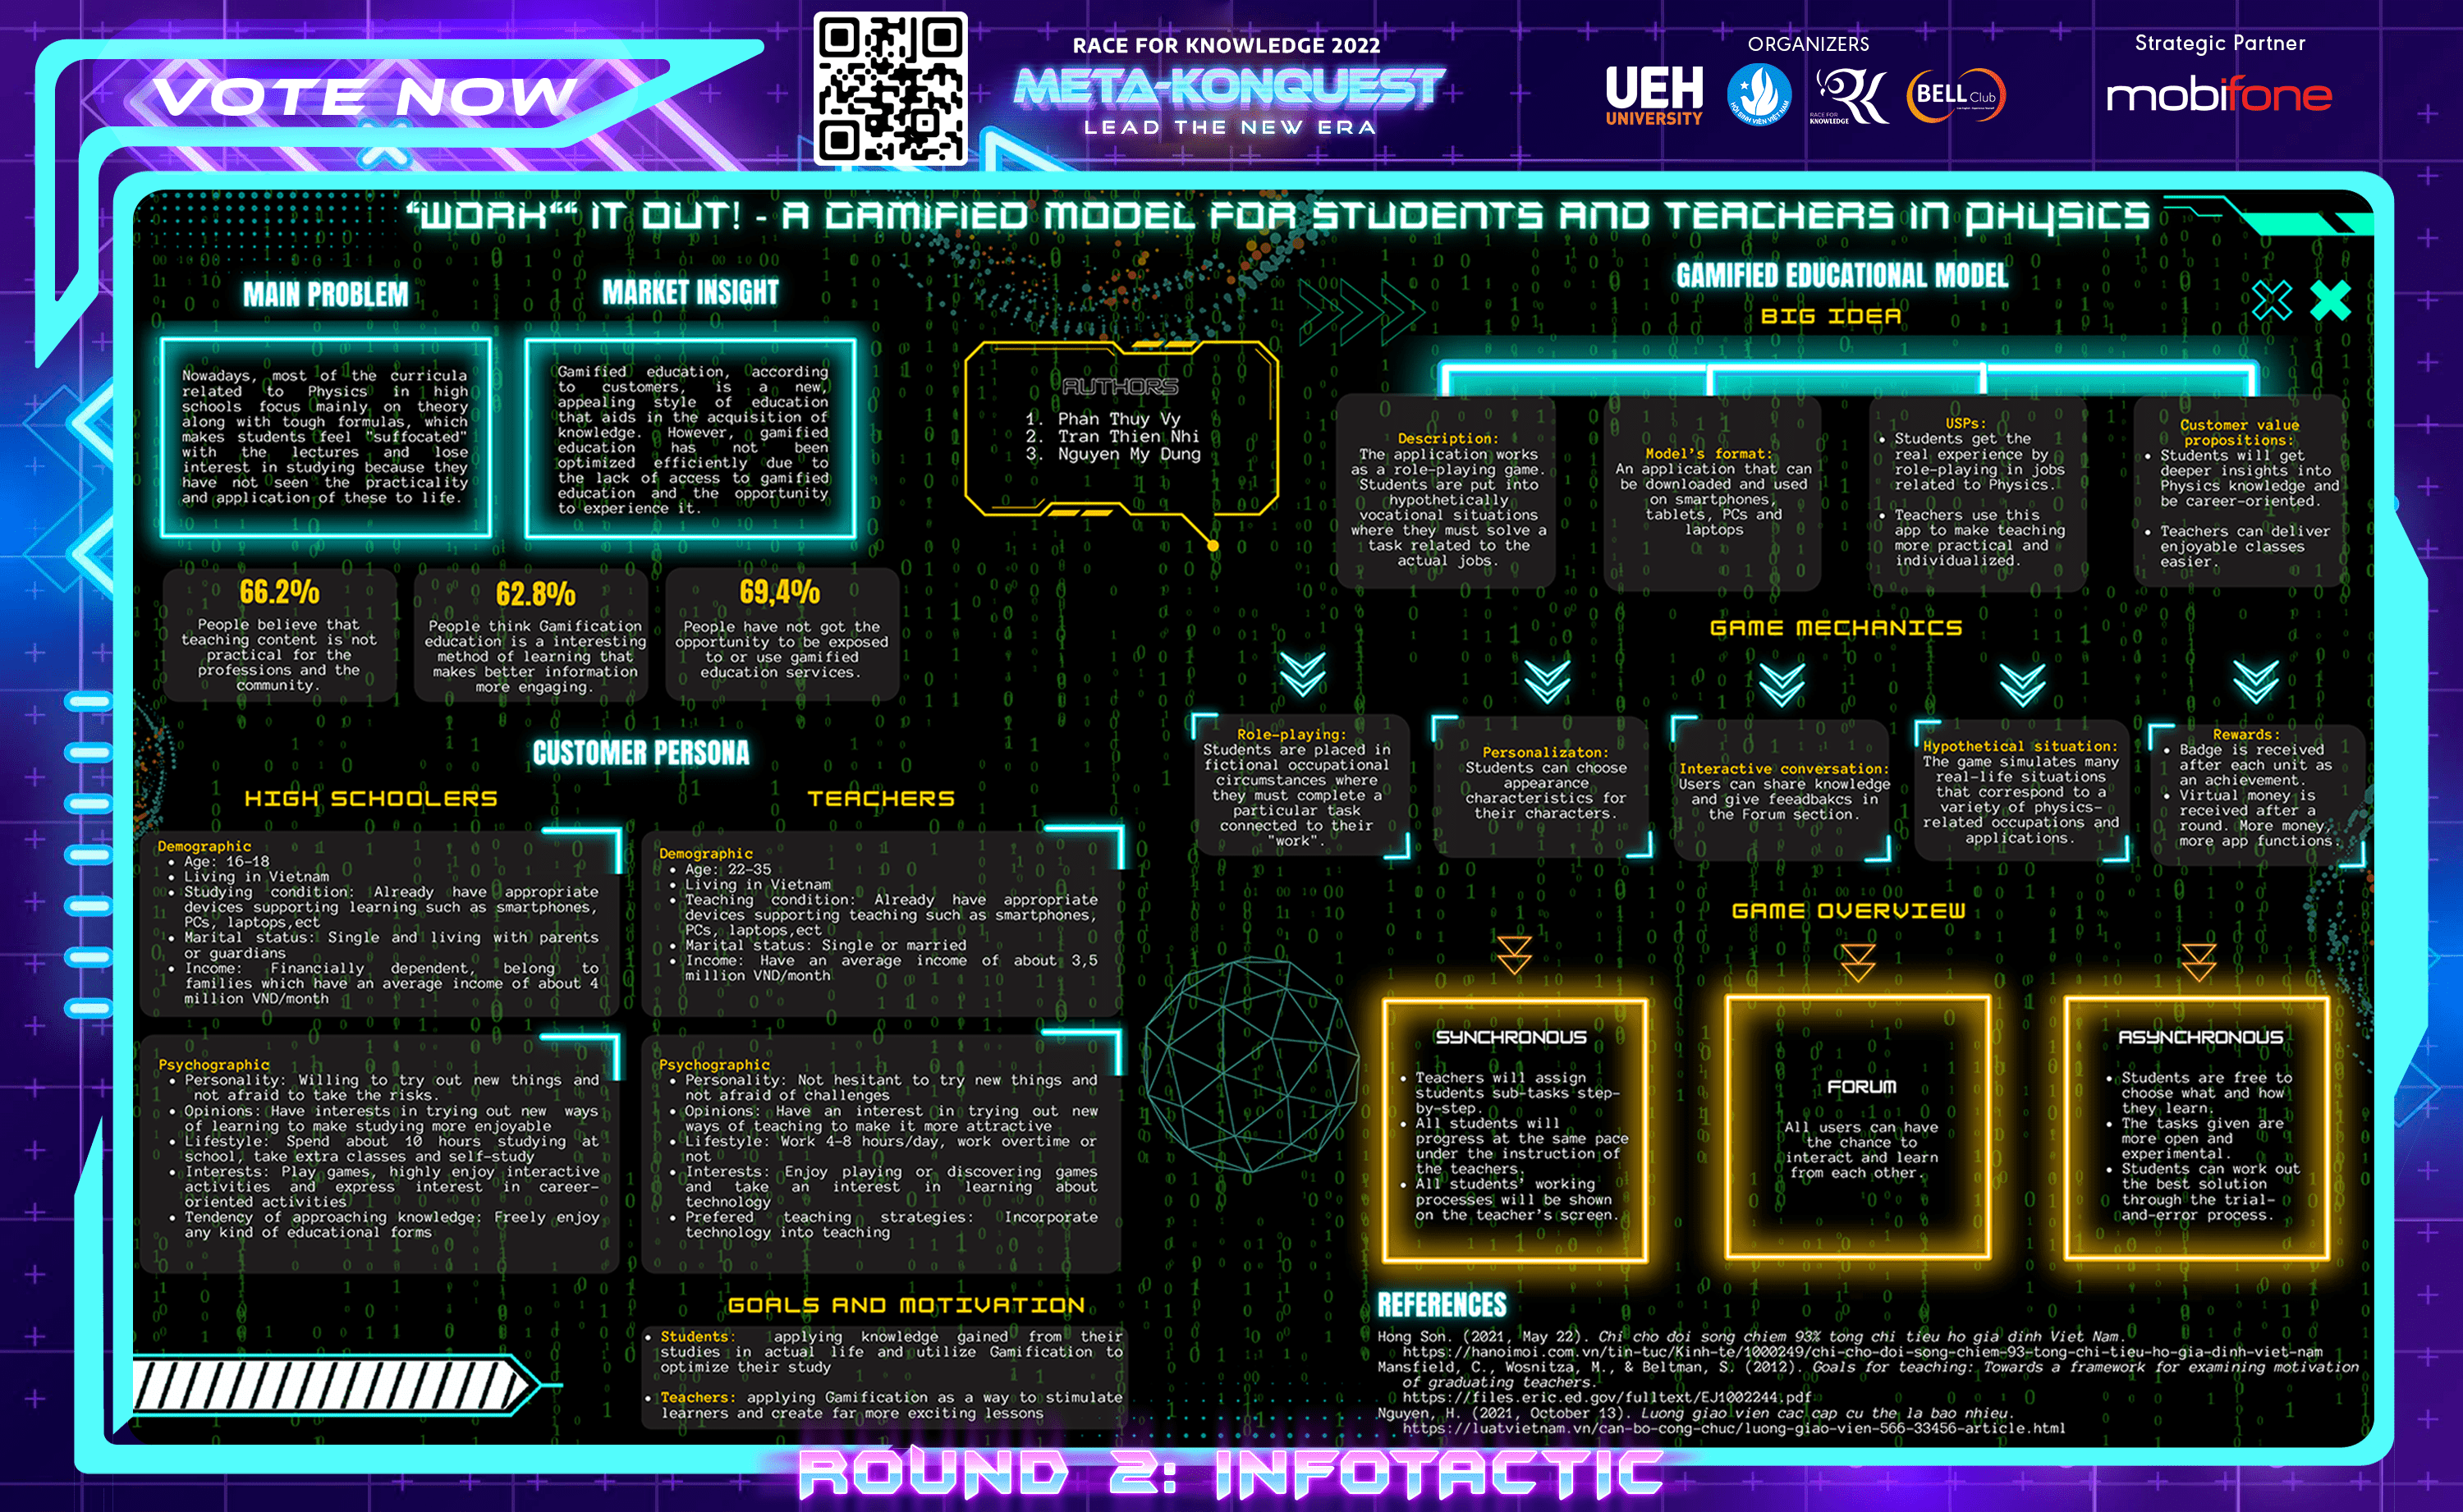 VOTE NOW
RACE FOR KNOWLEDGE 2022
META-KONQUEST
LEAD THE NEW ERA
ORGANIZERS
UEH
UNIVERSITY
HỘI SINH VIÊN VIỆT NAM
RACE FOR
KNOWLEDGE
BELL Club
Strategic Partner
mobifone
"WORK"" IT OUT! - A GAMIFIED MODEL FOR STUDENTS AND TEACHERS IN PHYSICS
MAIN PROBLEM
Nowadays, most of the curricula
related to Physics in high
schools focus mainly on theory
along with tough formulas, which
makes students feel "suffocated"
with the lectures and lose
interest in studying because they
have not seen the practicality
and application of these to life.
MARKET INSIGHT
Gamified education, according
to customers, is a new,
appealing style of education
that aids in the acquisition of
knowledge. However, gamified
education has not been
optimized efficiently due to
the lack of access to gamified
education and the opportunity
to experience it.
66.2%
People believe that
teaching content is not
practical for the
professions and the
community.
62.8%
People think Gamification
education is a interesting
method of learning that
makes better information
more engaging.
69,4%
People have not got the
opportunity to be exposed
to or use gamified
education services.
AUTHORS
1. Phan Thuy Vy
2. Tran Thien Nhi
3. Nguyen My Dung
CUSTOMER PERSONA
HIGH SCHOOLERS
Demographic
• Age: 16-18
• Living in Vietnam
• Studying condition: Already have appropriate
devices supporting learning such as smartphones,
PCs, laptops,ect
• Marital status: Single and living with parents
or guardians
• Income: Financially dependent, belong to
families which have an average income of about 4
million VND/month
Psychographic
• Personality: Willing to try out new things and
not afraid to take the risks.
• Opinions: Have interests in trying out new ways
of learning to make studying more enjoyable
• Lifestyle: Spend about 10 hours studying at
school, take extra classes and self-study
• Interests: Play games, highly enjoy interactive
activities and express interest in career-
oriented activities
• Tendency of approaching knowledge: Freely enjoy
any kind of educational forms
TEACHERS
Demographic
• Age: 22-35
• Living in Vietnam
• Teaching condition: Already have appropriate
devices supporting teaching such as smartphones,
PCs, laptops,ect
• Marital status: Single or married
• Income: Have an average income of about 3,5
million VND/month
Psychographic
• Personality: Not hesitant to try new things and
not afraid of challenges
• Opinions: Have an interest in trying out new
ways of teaching to make it more attractive
• Lifestyle: Work 4-8 hours/day, work overtime or
not
• Interests: Enjoy playing or discovering games
and take an interest in learning about
technology
• Prefered teaching strategies: Incorporate
technology into teaching
GOALS AND MOTIVATION
• Students: applying knowledge gained from their
studies in actual life and utilize Gamification to
optimize their study
• Teachers: applying Gamification as a way to stimulate
learners and create far more exciting lessons
GAMIFIED EDUCATIONAL MODEL
BIG IDEA
Description:
The application works
as a role-playing game.
Students are put into
hypothetically
vocational situations
where they must solve a
task related to the
actual jobs.
Model's format:
An application that can
be downloaded and used
on smartphones,
tablets, PCs and
laptops
USPs:
• Students get the
real experience by
role-playing in jobs
related to Physics.
• Teachers use this
app to make teaching
more practical and
individualized.
Customer value
propositions:
• Students will get
deeper insights into
Physics knowledge and
be career-oriented.
• Teachers can deliver
enjoyable classes
easier.
GAME MECHANICS
Role-playing:
Students are placed in
fictional occupational
circumstances where
they must complete a
particular task
connected to their
"work".
Personalizaton:
Students can choose
appearance
characteristics for
their characters.
Interactive conversation:
Users can share knowledge
and give feeadbakcs in
the Forum section.
Hypothetical situation:
The game simulates many
real-life situations
that correspond to a
variety of physics-
related occupations and
applications.
Rewards:
• Badge is received
after each unit as
an achievement.
• Virtual money is
received after a
round. More money,
more app functions.
GAME OVERVIEW
SYNCHRONOUS
• Teachers will assign
students sub-tasks step-
by-step.
• All students will
progress at the same pace
under the instruction of
the teachers.
• All students' working
processes will be shown
on the teacher's screen.
FORUM
All users can have
the chance to
interact and learn
from each other.
ASYNCHRONOUS
• Students are free to
choose what and how
they learn.
• The tasks given are
more open and
experimental.
• Students can work out
the best solution
through the trial-
and-error process.
REFERENCES
Hong Son. (2021, May 22). Chi cho doi song chiem 93% tong chi tieu ho gia dinh Viet Nam.
https://hanoimoi.com.vn/tin-tuc/Kinh-te/1000249/chi-cho-doi-song-chiem-93-tong-chi-tieu-ho-gia-dinh-viet-nam
Mansfield, C., Wosnitza, M., & Beltman, S. (2012). Goals for teaching: Towards a framework for examining motivation
of graduating teachers.
https://files.eric.ed.gov/fulltext/EJ1002244.pdf
Nguyen, H. (2021, October 13). Luong giao vien cac cap cu the la bao nhieu.
https://luatvietnam.vn/can-bo-cong-chuc/luong-giao-vien-566-33456-article.html
ROUND 2: INFOTACTIC